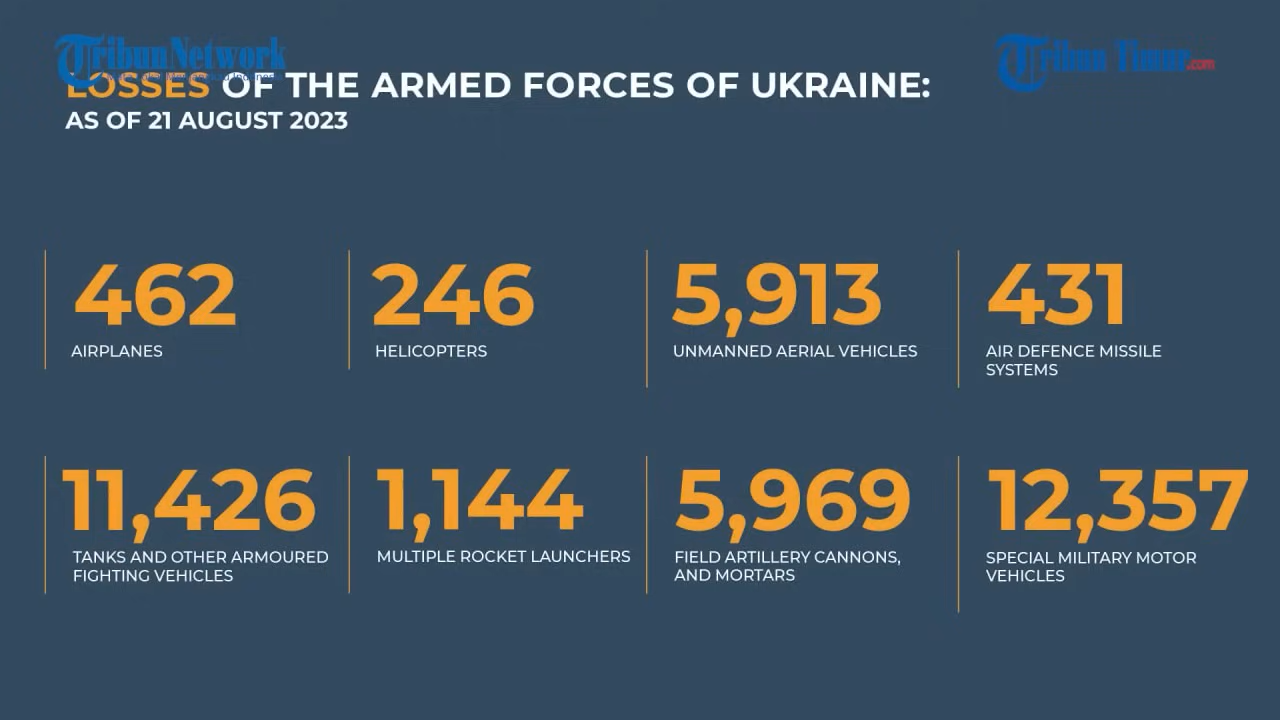 TribunNetwork
Tribun Timur.com
LOSSES OF THE ARMED FORCES OF UKRAINE:
AS OF 21 AUGUST 2023
462
AIRPLANES
246
HELICOPTERS
5,913
UNMANNED AERIAL VEHICLES
431
AIR DEFENCE MISSILE
SYSTEMS
11,426
TANKS AND OTHER ARMOURED
FIGHTING VEHICLES
1,144
MULTIPLE ROCKET LAUNCHERS
5,969
FIELD ARTILLERY CANNONS,
AND MORTARS
12,357
SPECIAL MILITARY MOTOR
VEHICLES